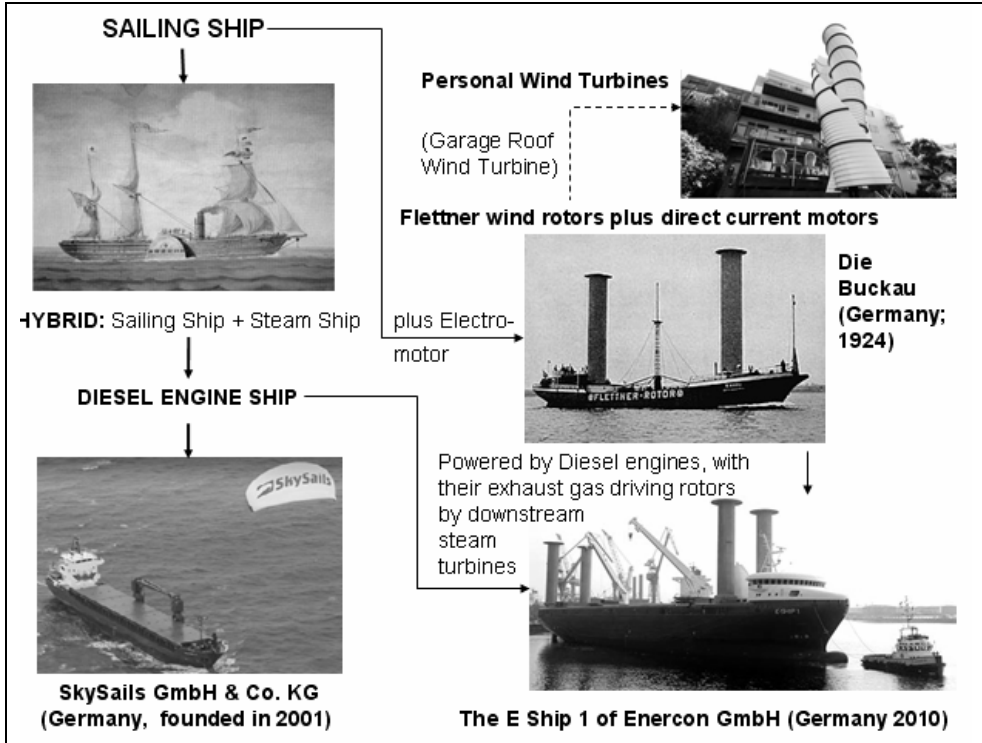 SAILING SHIP
Personal Wind Turbines
(Garage Roof
Wind Turbine)
Flettner wind rotors plus direct current motors
Die
Buckau
(Germany;
1924)
HYBRID: Sailing Ship + Steam Ship
plus Electro-
motor
FLETTNER-ROTOR
DIESEL ENGINE SHIP
Powered by Diesel engines, with
their exhaust gas driving rotors
by downstream
steam
turbines
SkySails
E-SHIP 1
SkySails GmbH & Co. KG
(Germany, founded in 2001)
The E Ship 1 of Enercon GmbH (Germany 2010)